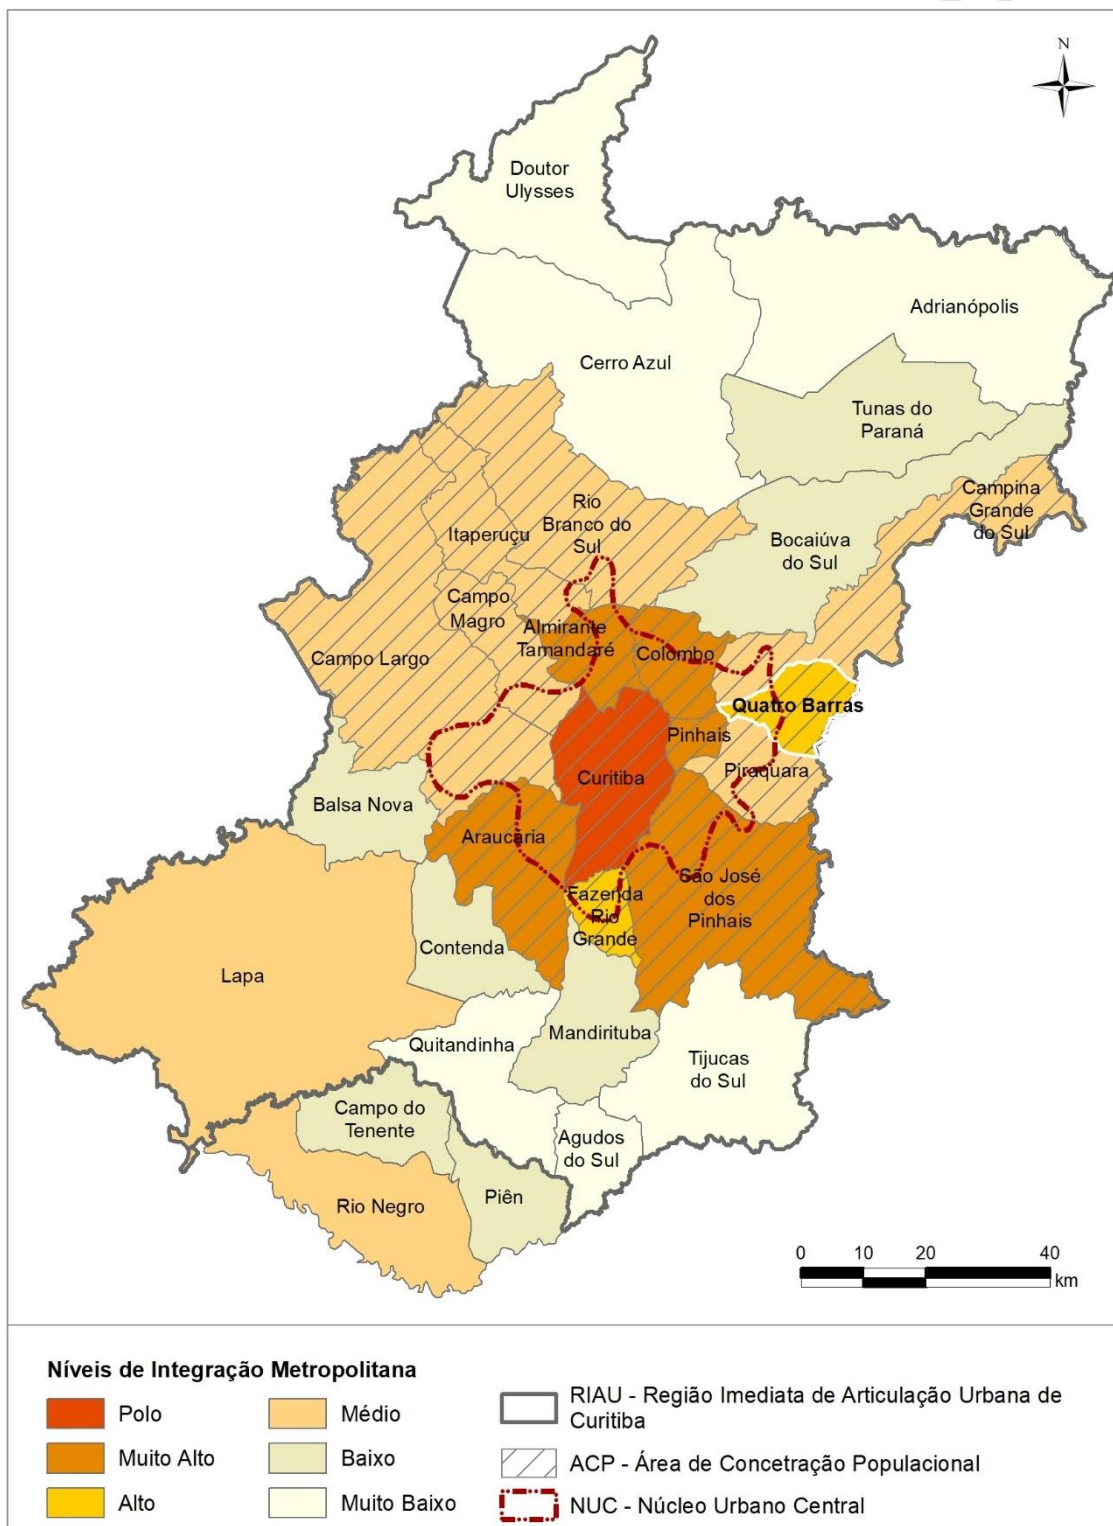 N
Doutor
Ulysses
Adrianópolis
Cerro Azul
Tunas do
Paraná
Campina
Grande
do Sul
Rio
Branco do
Sul
Itaperuçu
Bocaiúva
do Sul
Campo
Magro
Almirante
Tamandaré
Colombo
Campo Largo
Quatro Barras
Pinhais
Piraquara
Curitiba
Balsa Nova
Araucária
São José
dos
Pinhais
Fazenda
Rio
Grande
Contenda
Lapa
Mandirituba
Quitandinha
Tijucas
do Sul
Campo do
Tenente
Agudos
do Sul
Piên
Rio Negro
0 10 20 40
km
Níveis de Integração Metropolitana
Polo
Muito Alto
Alto
Médio
Baixo
Muito Baixo
RIAU - Região Imediata de Articulação Urbana de
Curitiba
ACP - Área de Concetração Populacional
NUC - Núcleo Urbano Central